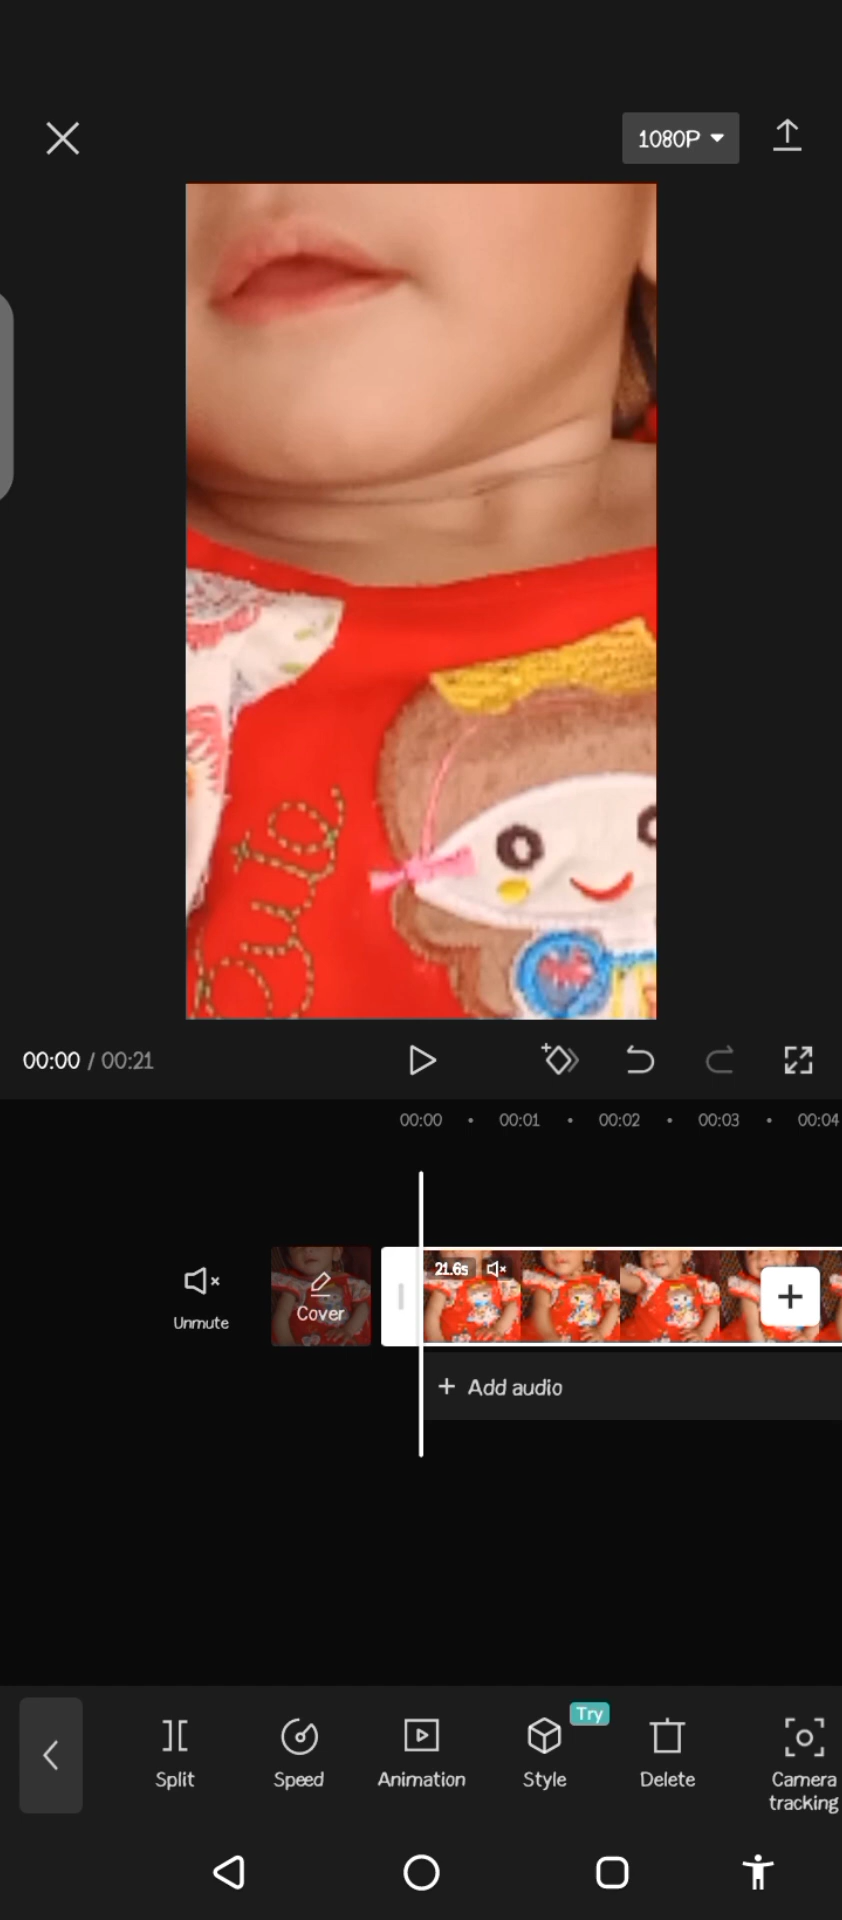 1080P
Cute
00:00 / 00:21
00:00 • 00:01 • 00:02 • 00:03 • 00:04
21.6s
Unmute
Cover
+ Add audio
Try
Split Speed Animation Style Delete Camera
tracking